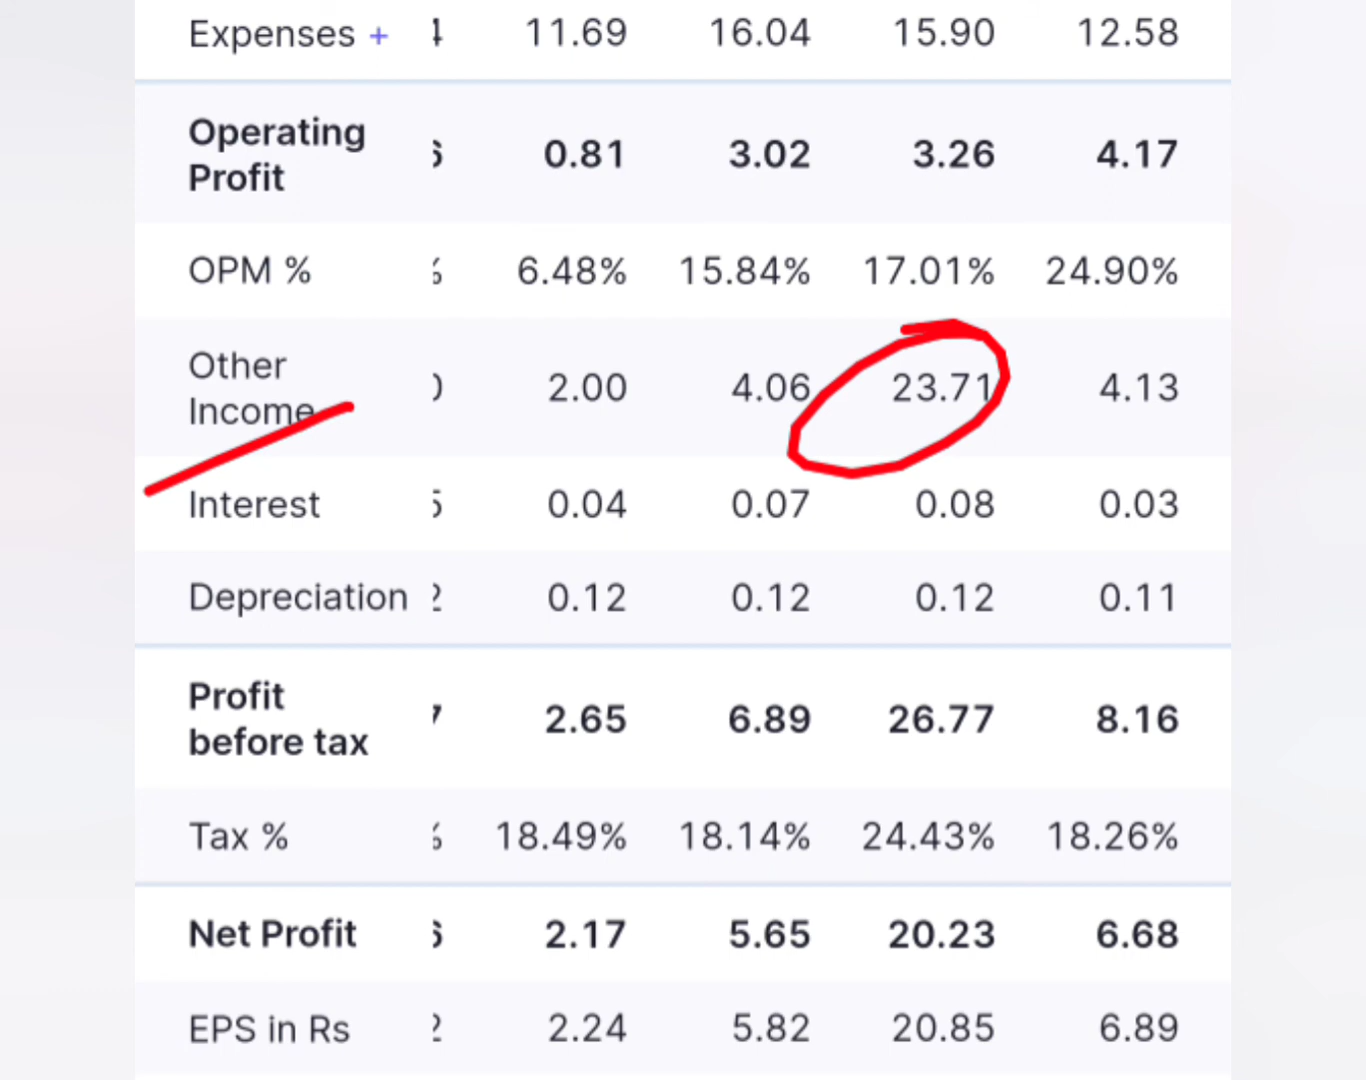 Expenses + 11.69 16.04 15.90 12.58
Operating
Profit 0.81 3.02 3.26 4.17
OPM % 6.48% 15.84% 17.01% 24.90%
Other
Income 2.00 4.06 23.71 4.13
Interest 0.04 0.07 0.08 0.03
Depreciation 0.12 0.12 0.12 0.11
Profit
before tax 2.65 6.89 26.77 8.16
Tax % 18.49% 18.14% 24.43% 18.26%
Net Profit 2.17 5.65 20.23 6.68
EPS in Rs 2.24 5.82 20.85 6.89